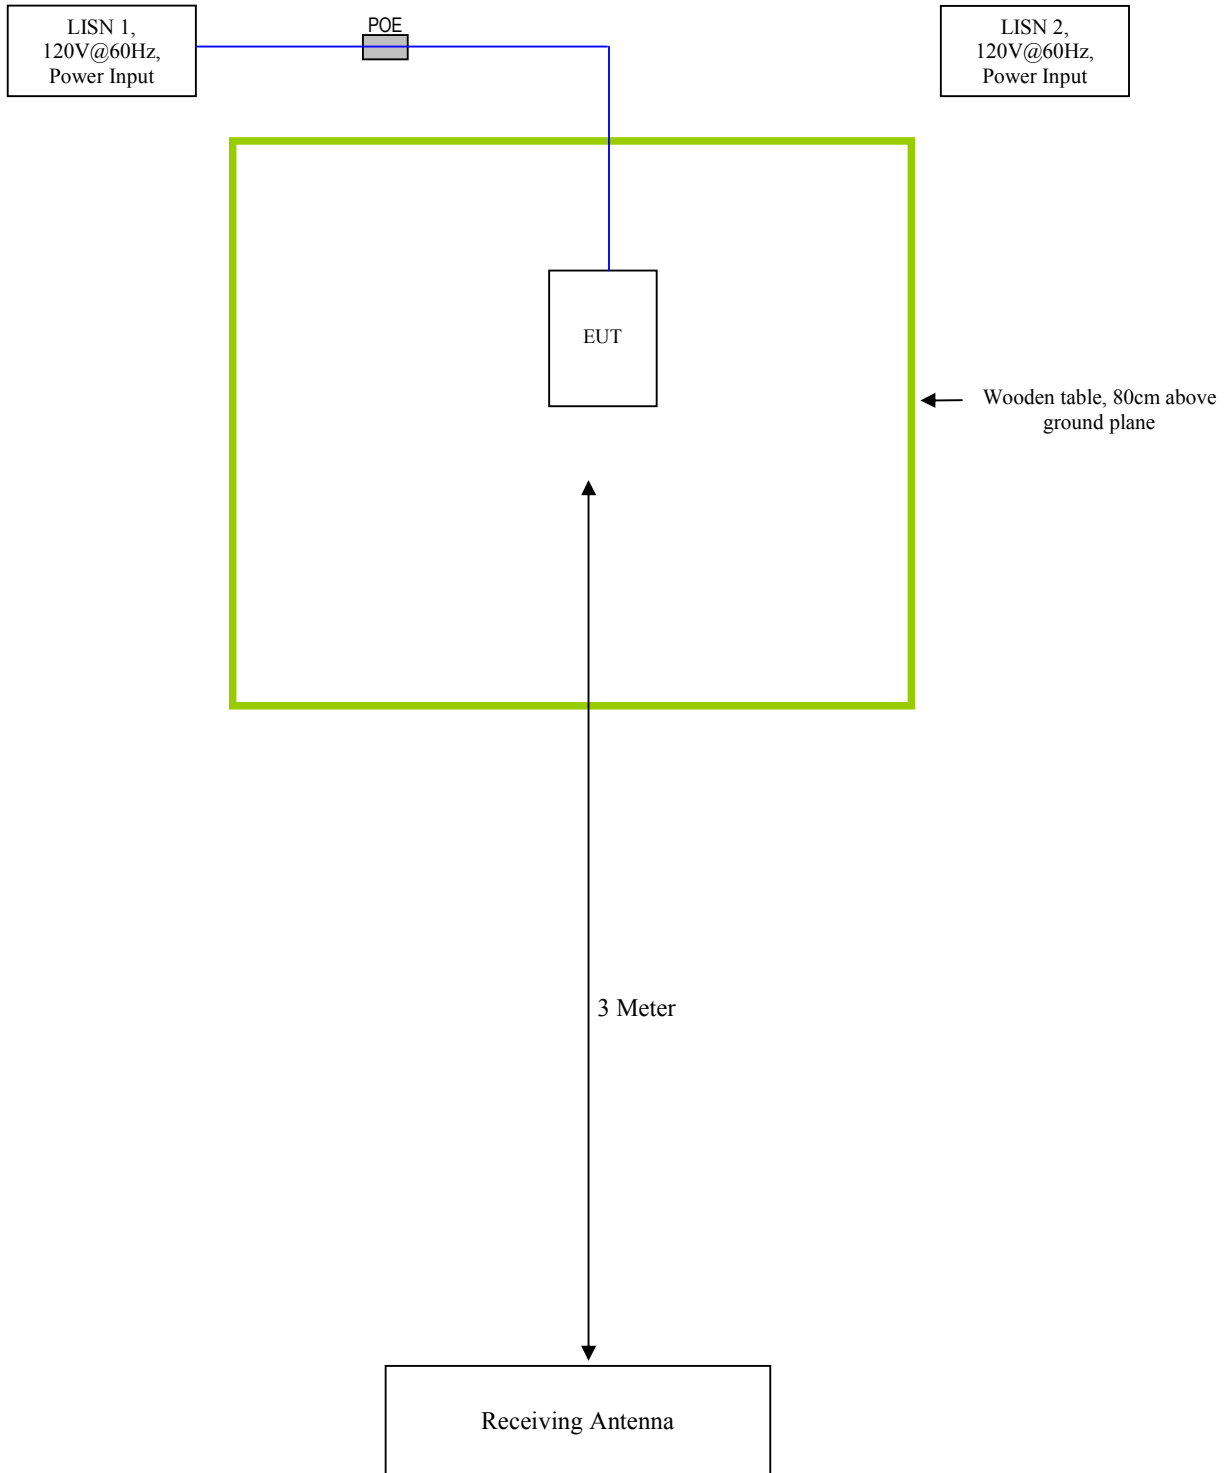 LISN 1,
120V@60Hz,
Power Input
POE
LISN 2,
120V@60Hz,
Power Input
EUT
Wooden table, 80cm above
ground plane
3 Meter
Receiving Antenna